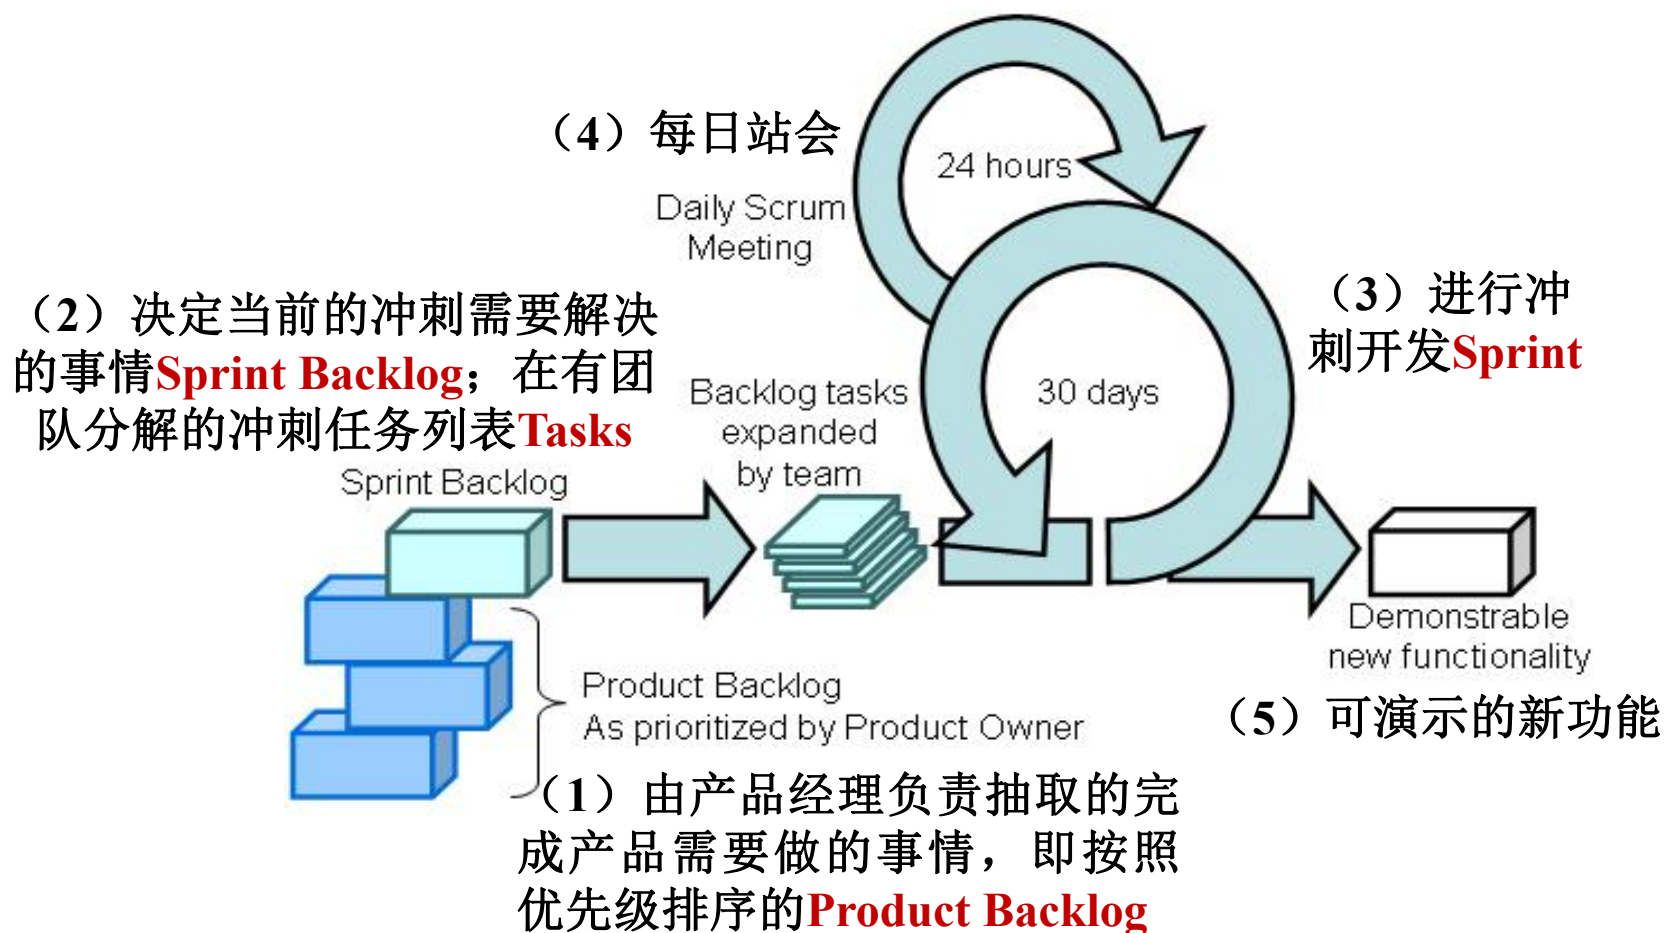 （4）每日站会
24 hours
Daily Scrum
Meeting
（2）决定当前的冲刺需要解决
的事情Sprint Backlog；在有团
队分解的冲刺任务列表Tasks
（3）进行冲
刺开发Sprint
Backlog tasks
expanded
by team
30 days
Sprint Backlog
Demonstrable
new functionality
（5）可演示的新功能
Product Backlog
As prioritized by Product Owner
（1）由产品经理负责抽取的完
成产品需要做的事情，即按照
优先级排序的Product Backlog